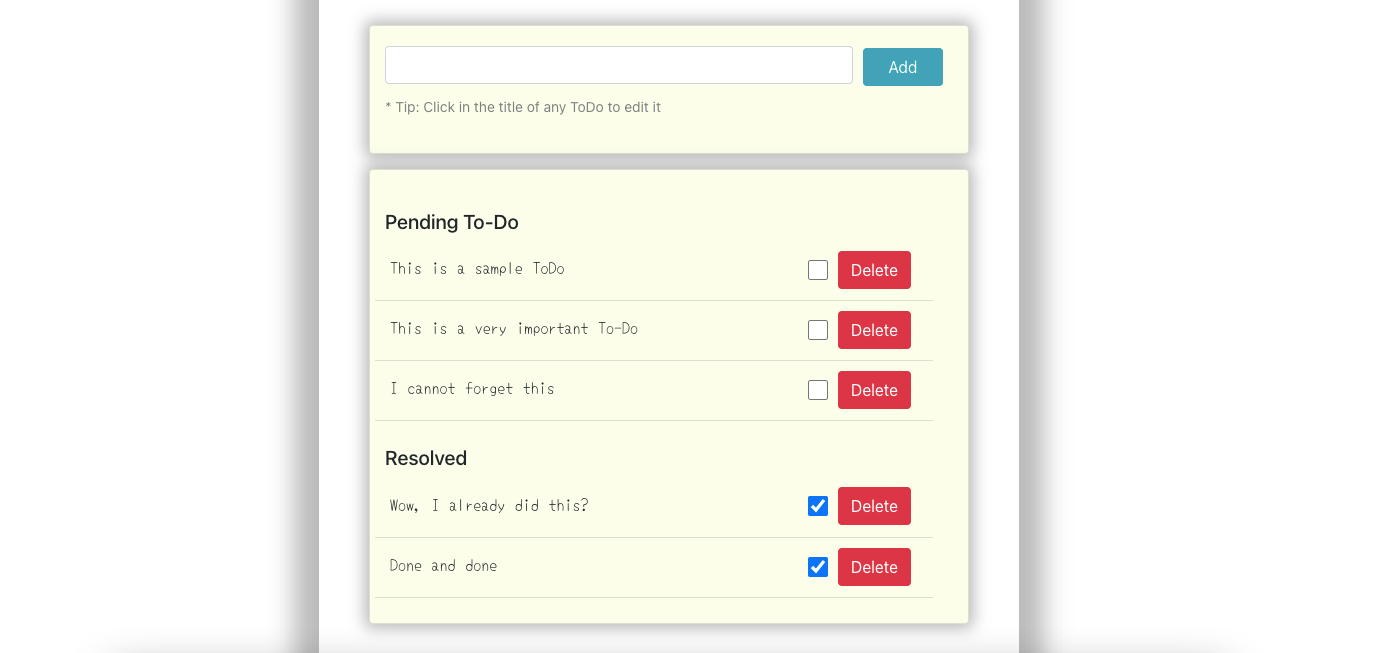 Add
* Tip: Click in the title of any ToDo to edit it
Pending To-Do
This is a sample ToDo Delete
This is a very important To-Do Delete
I cannot forget this Delete
Resolved
Wow, I already did this? Delete
Done and done Delete